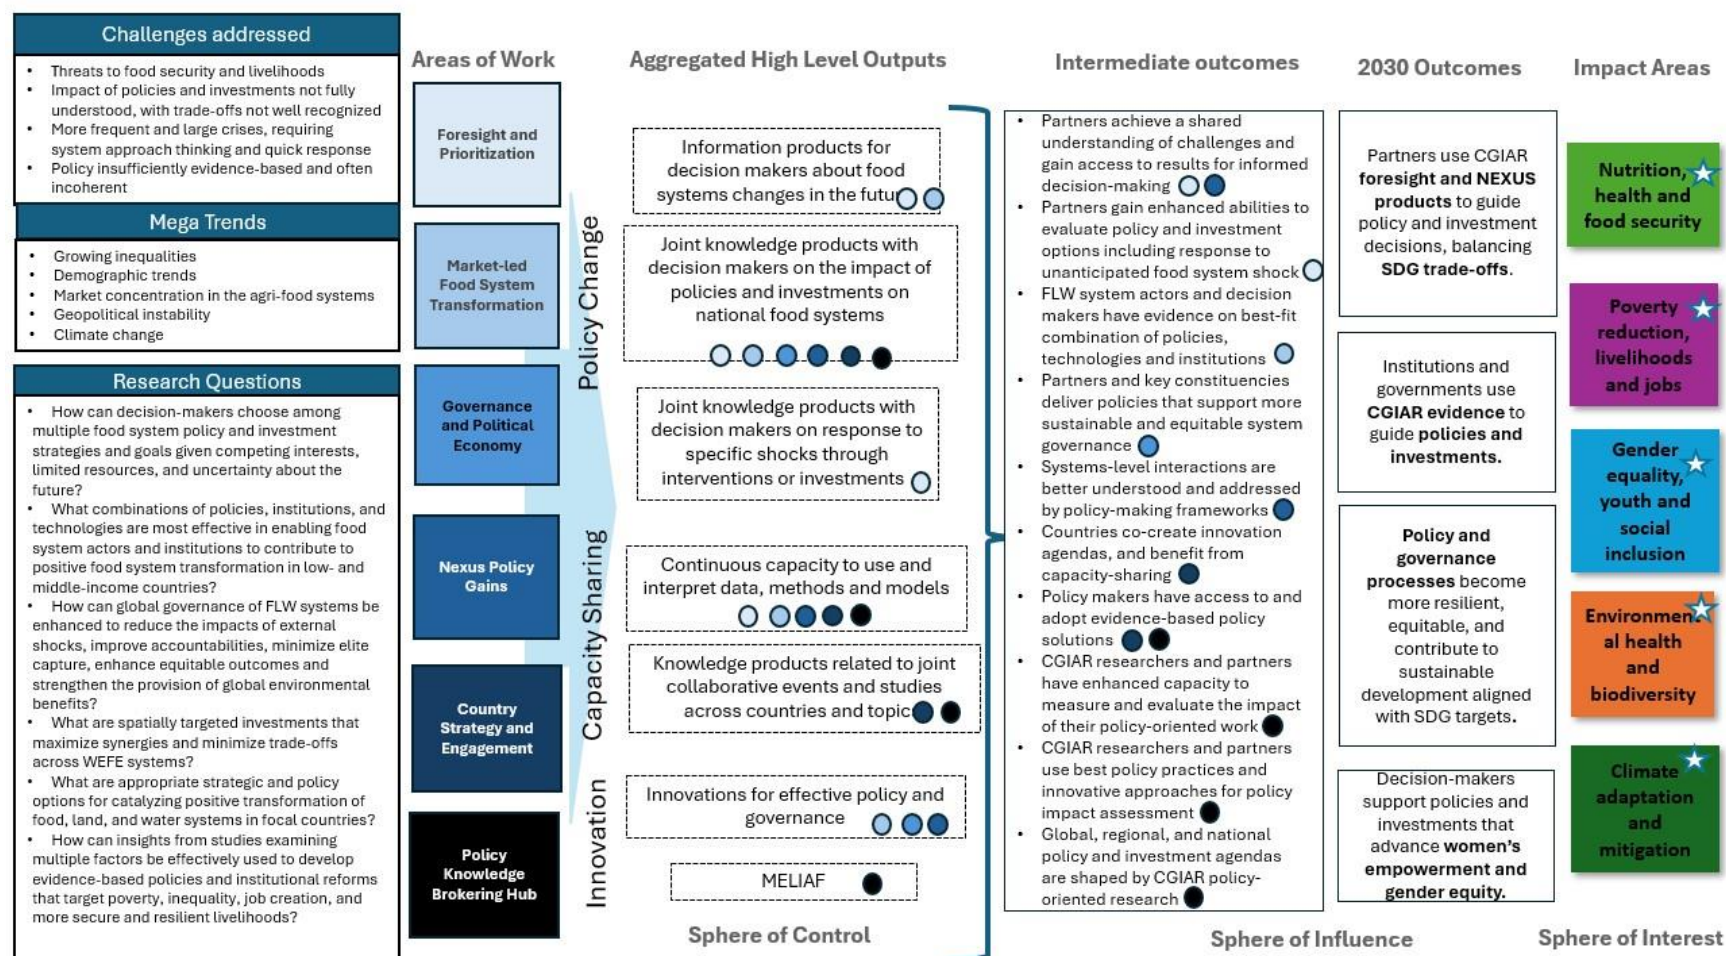 Challenges addressed
• Threats to food security and livelihoods
• Impact of policies and investments not fully
understood, with trade-offs not well recognized
• More frequent and large crises, requiring
system approach thinking and quick response
• Policy insufficiently evidence-based and often
incoherent
Mega Trends
• Growing inequalities
• Demographic trends
• Market concentration in the agri-food systems
• Geopolitical instability
• Climate change
Research Questions
• How can decision-makers choose among
multiple food system policy and investment
strategies and goals given competing interests,
limited resources, and uncertainty about the
future?
• What combinations of policies, institutions, and
technologies are most effective in enabling food
system actors and institutions to contribute to
positive food system transformation in low- and
middle-income countries?
• How can global governance of FLW systems be
enhanced to reduce the impacts of external
shocks, improve accountabilities, minimize elite
capture, enhance equitable outcomes and
strengthen the provision of global environmental
benefits?
• What are spatially targeted investments that
maximize synergies and minimize trade-offs
across WEFE systems?
• What are appropriate strategic and policy
options for catalyzing positive transformation of
food, land, and water systems in focal countries?
• How can insights from studies examining
multiple factors be effectively used to develop
evidence-based policies and institutional reforms
that target poverty, inequality, job creation, and
more secure and resilient livelihoods?
Areas of Work
Foresight and
Prioritization
Market-led
Food System
Transformation
Governance
and Political
Economy
Nexus Policy
Gains
Country
Strategy and
Engagement
Policy
Knowledge
Brokering Hub
Policy Change
Capacity Sharing
Innovation
Aggregated High Level Outputs
Information products for
decision makers about food
systems changes in the futur
Joint knowledge products with
decision makers on the impact of
policies and investments on
national food systems
Joint knowledge products with
decision makers on response to
specific shocks through
interventions or investments
Continuous capacity to use and
interpret data, methods and models
Knowledge products related to joint
collaborative events and studies
across countries and topic
Innovations for effective policy and
governance
MELIAF
Sphere of Control
Intermediate outcomes
• Partners achieve a shared
understanding of challenges and
gain access to results for informed
decision-making
• Partners gain enhanced abilities to
evaluate policy and investment
options including response to
unanticipated food system shock
• FLW system actors and decision
makers have evidence on best-fit
combination of policies,
technologies and institutions
• Partners and key constituencies
deliver policies that support more
sustainable and equitable system
governance
• Systems-level interactions are
better understood and addressed
by policy-making frameworks
• Countries co-create innovation
agendas, and benefit from
capacity-sharing
• Policy makers have access to and
adopt evidence-based policy
solutions
• CGIAR researchers and partners
have enhanced capacity to
measure and evaluate the impact
of their policy-oriented work
• CGIAR researchers and partners
use best policy practices and
innovative approaches for policy
impact assessment
• Global, regional, and national
policy and investment agendas
are shaped by CGIAR policy-
oriented research
2030 Outcomes
Partners use CGIAR
foresight and NEXUS
products to guide
policy and investment
decisions, balancing
SDG trade-offs.
Institutions and
governments use
CGIAR evidence to
guide policies and
investments.
Policy and
governance
processes become
more resilient,
equitable, and
contribute to
sustainable
development aligned
with SDG targets.
Decision-makers
support policies and
investments that
advance women's
empowerment and
gender equity.
Sphere of Influence
Impact Areas
Nutrition,
health and
food security
Poverty
reduction,
livelihoods
and jobs
Gender
equality,
youth and
social
inclusion
Environment
al health
and
biodiversity
Climate
adaptation
and
mitigation
Sphere of Interest